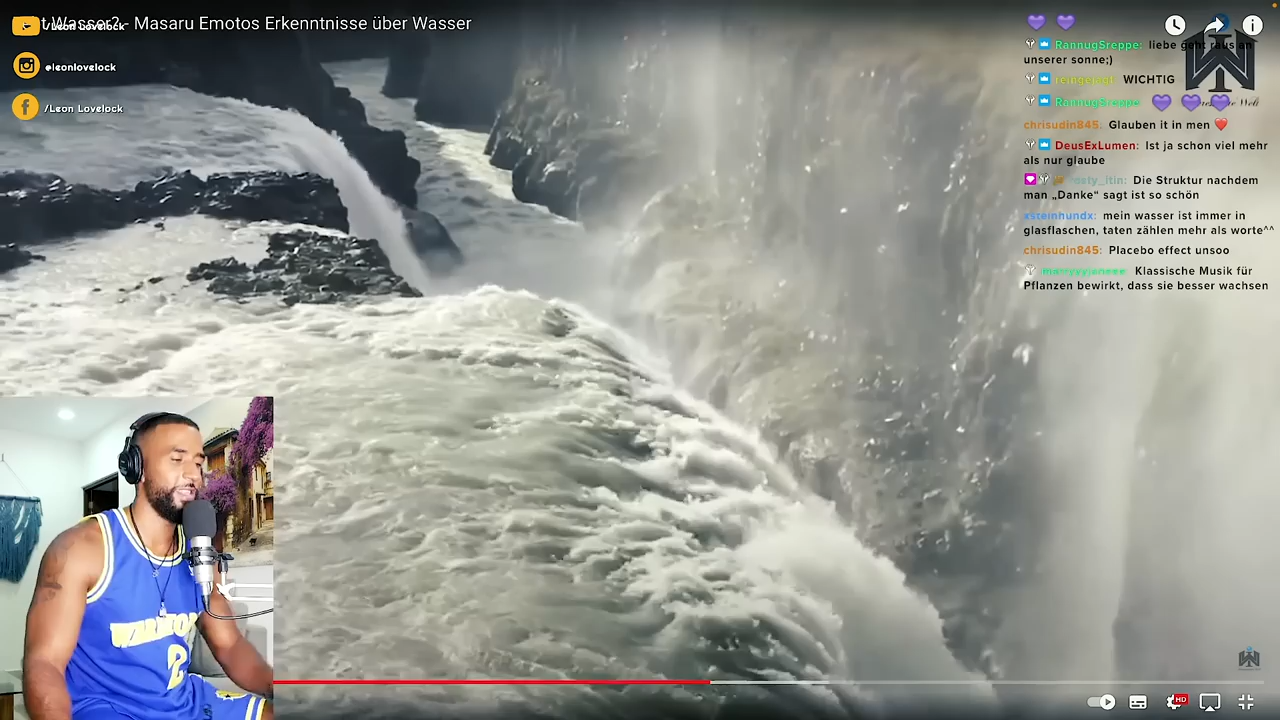 t Wasser? - Masaru Emotos Erkenntnisse über Wasser
/Leon Lovelock
@leonlovelock
/Leon Lovelock
RannugSreppe: liebe geht raus an
unserer sonne;)
WICHTIG
RannugSreppe
chrisudin845: Glauben it in men
DeusExLumen: Ist ja schon viel mehr
als nur glaube
Die Struktur nachdem
man „Danke“ sagt ist so schön
xsteinhundx: mein wasser ist immer in
glasflaschen, taten zählen mehr als worte^^
chrisudin845: Placebo effect unsoo
Klassische Musik für
Pflanzen bewirkt, dass sie besser wachsen
WARRIORS
2
HD